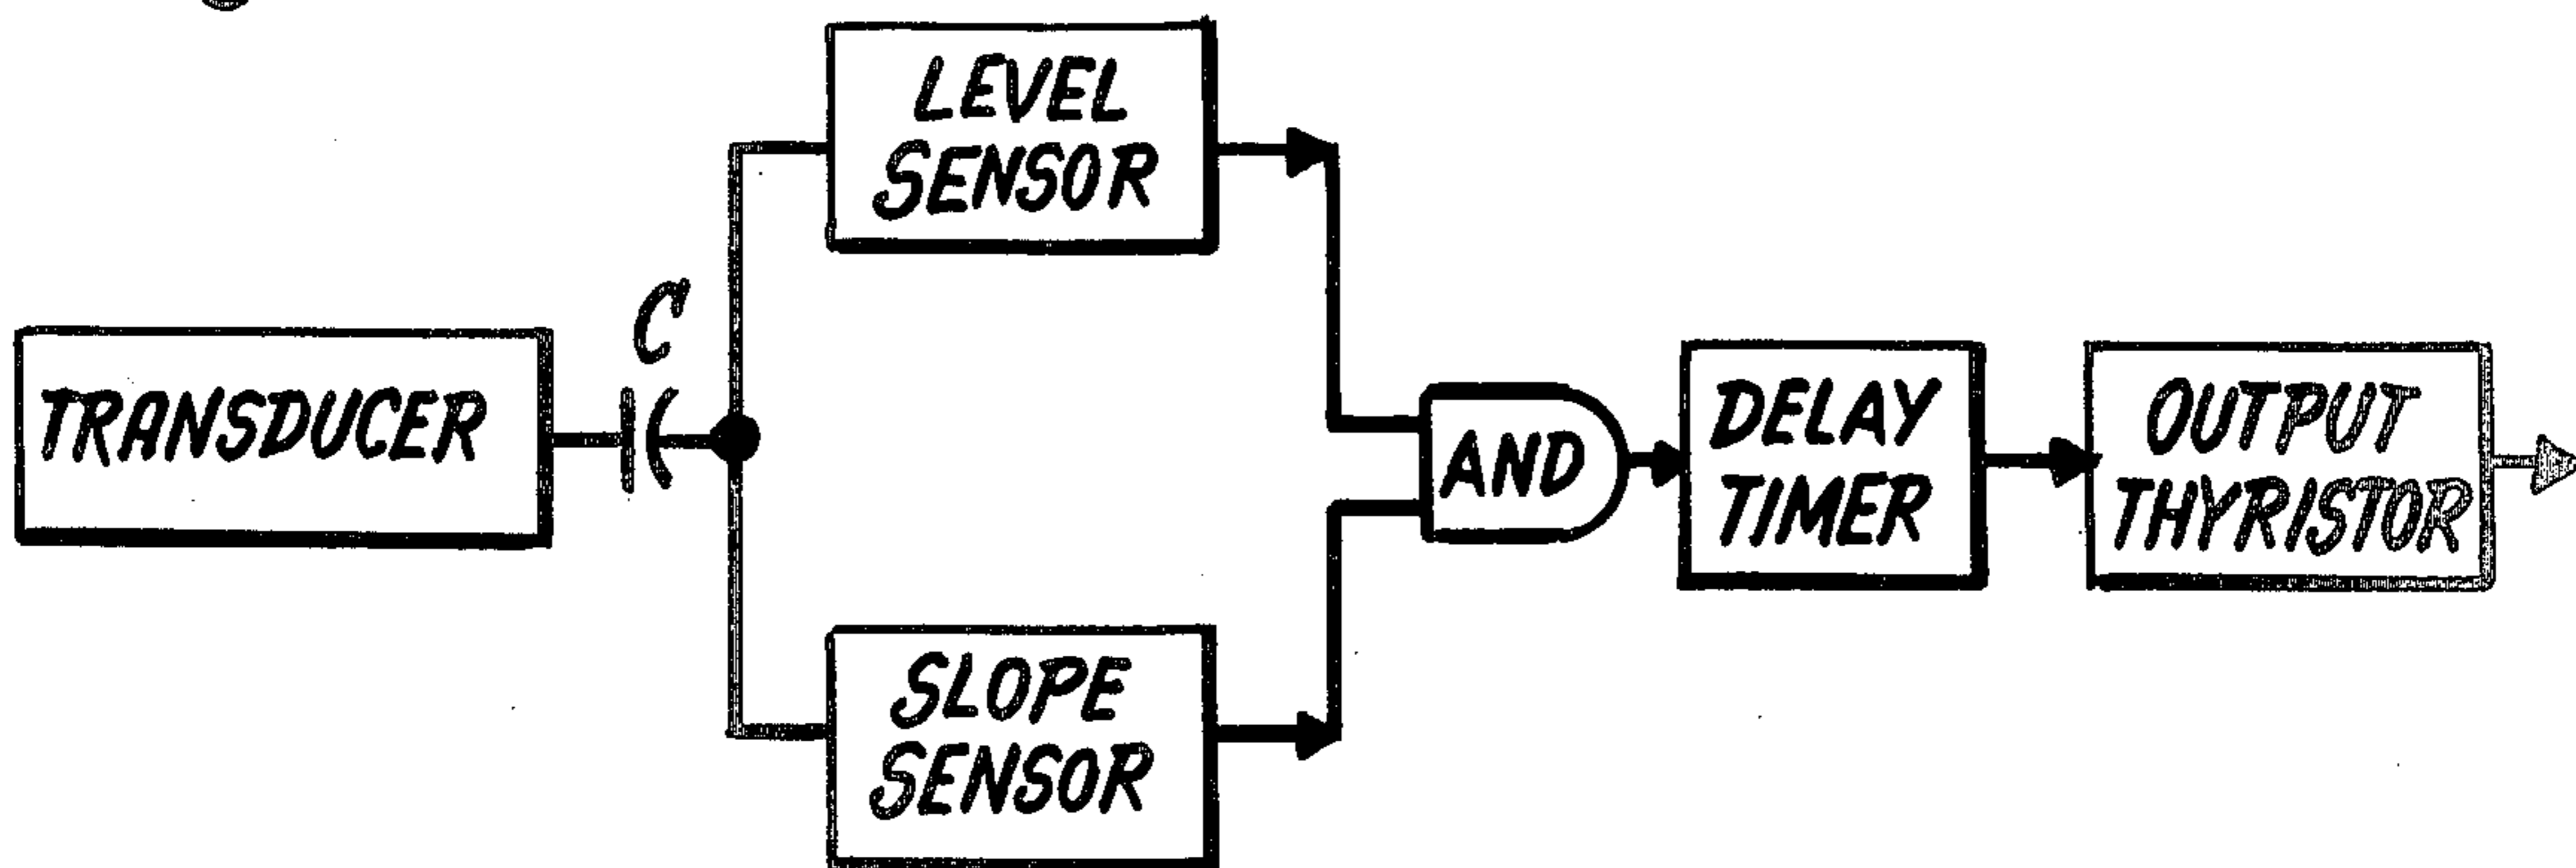 LEVEL
SENSOR
C
TRANSDUCER
AND
DELAY
TIMER
OUTPUT
THYRISTOR
SLOPE
SENSOR